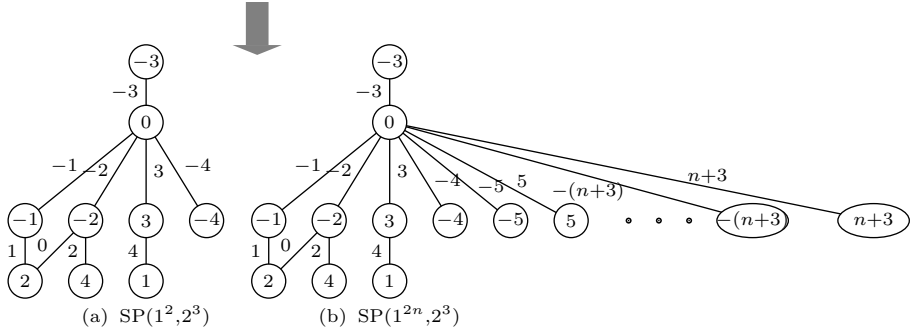 −3 −3
−3 −3
0 0
−1 −2 3 −4 −1 −2 3 −4 −5 5 −(n+3) n+3
−1 −2 3 −4 −1 −2 3 −4 −5 5 −(n+3) n+3
1 0 2 4 1 0 2 4
2 4 1 2 4 1
(a) SP(1²,2³) (b) SP(1²ⁿ,2³)